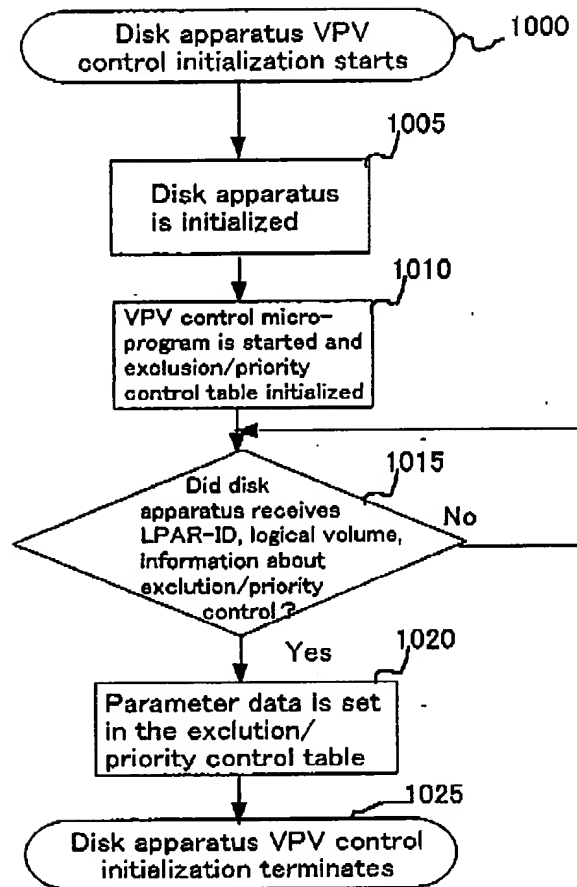 Disk apparatus VPV
control initialization starts
1000
1005
Disk apparatus
is initialized
1010
VPV control micro-
program is started and
exclusion/priority
control table initialized
1015
Did disk
apparatus receives
LPAR-ID, logical volume,
information about
exclution/priority
control ?
No
Yes
1020
Parameter data is set
in the exclution/
priority control table
1025
Disk apparatus VPV control
initialization terminates